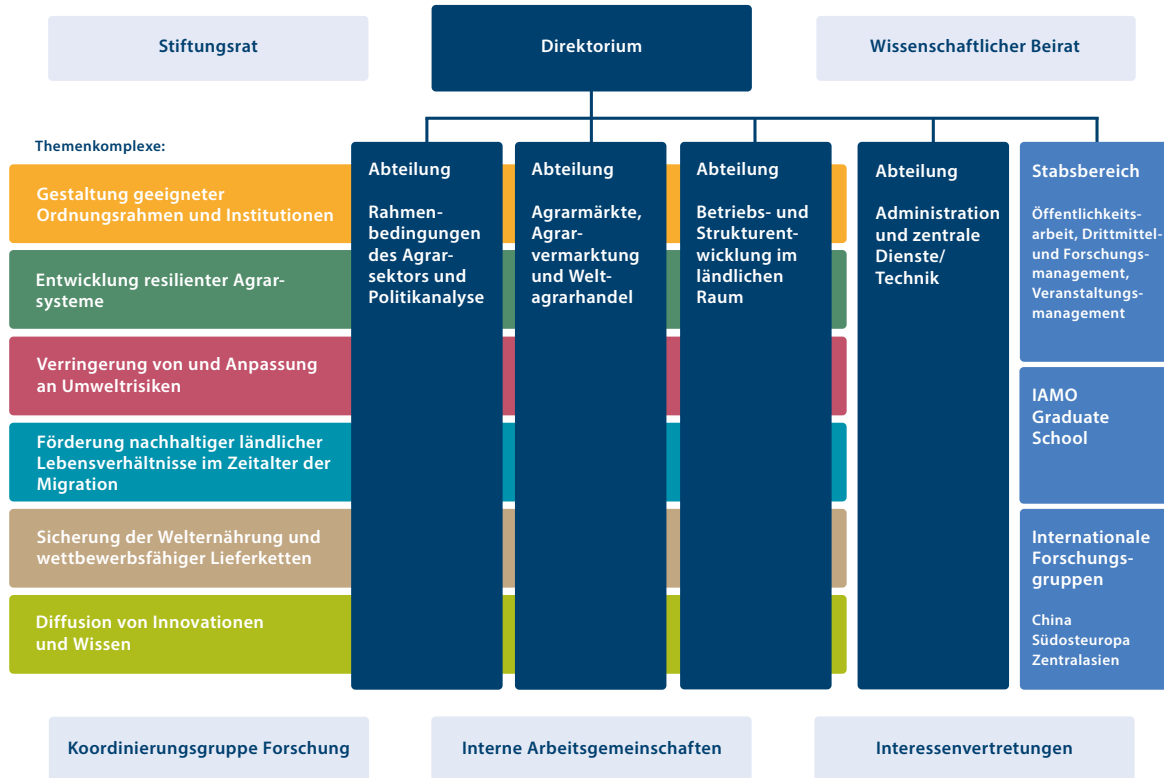 Stiftungsrat
Direktorium
Wissenschaftlicher Beirat
Themenkomplexe:
Gestaltung geeigneter
Ordnungsrahmen und Institutionen
Entwicklung resilienter Agrar-
systeme
Verringerung von und Anpassung
an Umweltrisiken
Förderung nachhaltiger ländlicher
Lebensverhältnisse im Zeitalter der
Migration
Sicherung der Welternährung und
wettbewerbsfähiger Lieferketten
Diffusion von Innovationen
und Wissen
Abteilung
Rahmen-
bedingungen
des Agrar-
sektors und
Politikanalyse
Abteilung
Agrarmärkte,
Agrar-
vermarktung
und Welt-
agrarhandel
Abteilung
Betriebs- und
Strukturent-
wicklung im
ländlichen
Raum
Abteilung
Administration
und zentrale
Dienste/
Technik
Stabsbereich
Öffentlichkeits-
arbeit, Drittmittel-
und Forschungs-
management,
Veranstaltungs-
management
IAMO
Graduate
School
Internationale
Forschungs-
gruppen
China
Südosteuropa
Zentralasien
Koordinierungsgruppe Forschung
Interne Arbeitsgemeinschaften
Interessenvertretungen